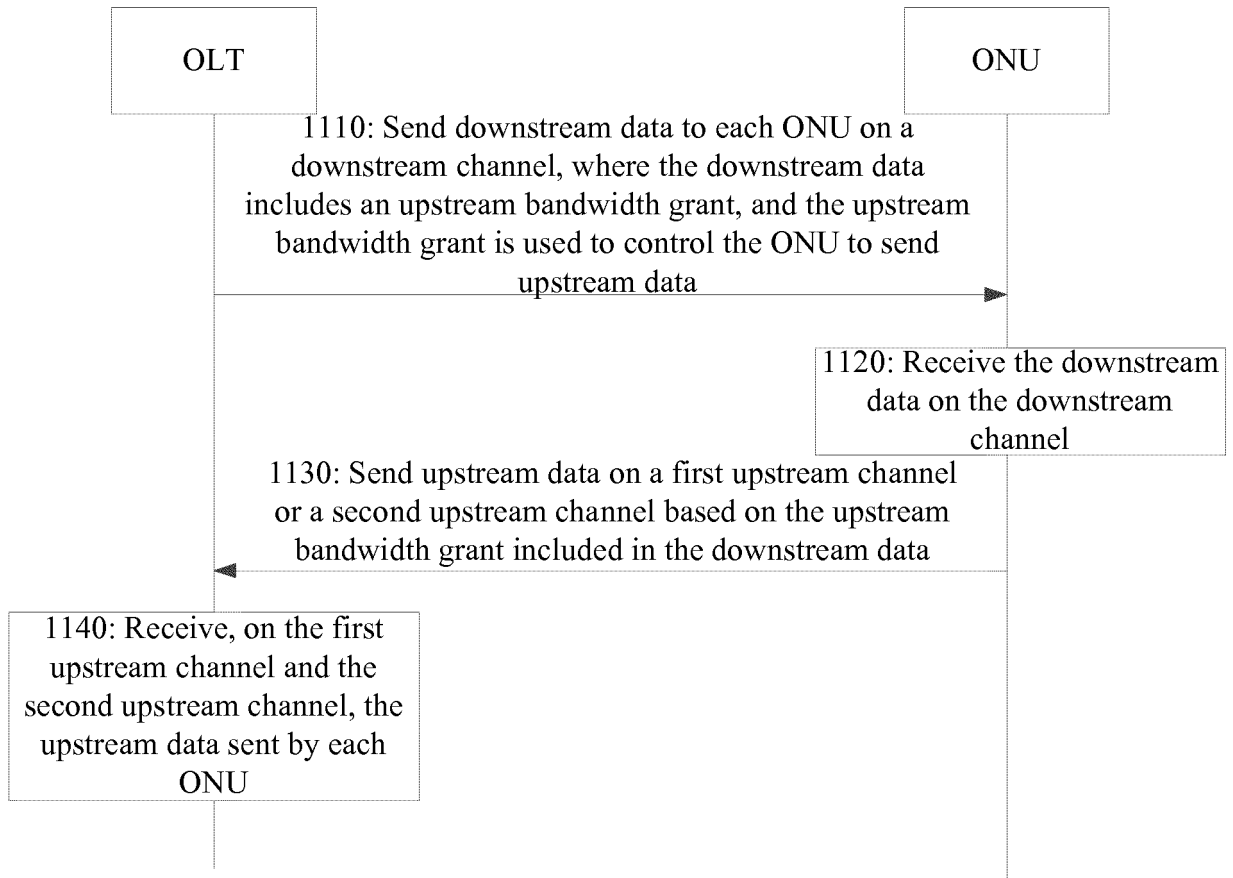 OLT
ONU
1110: Send downstream data to each ONU on a
downstream channel, where the downstream data
includes an upstream bandwidth grant, and the upstream
bandwidth grant is used to control the ONU to send
upstream data
1120: Receive the downstream
data on the downstream
channel
1130: Send upstream data on a first upstream channel
or a second upstream channel based on the upstream
bandwidth grant included in the downstream data
1140: Receive, on the first
upstream channel and the
second upstream channel, the
upstream data sent by each
ONU